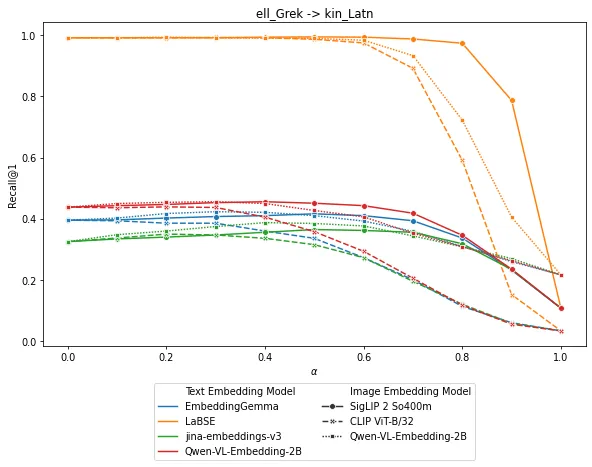 ell_Grek -> kin_Latn
1.0
0.8
0.6
0.4
0.2
0.0
Recall@1
0.0 0.2 0.4 0.6 0.8 1.0
α
Text Embedding Model
EmbeddingGemma
LaBSE
jina-embeddings-v3
Qwen-VL-Embedding-2B
Image Embedding Model
SigLIP 2 So400m
CLIP ViT-B/32
Qwen-VL-Embedding-2B